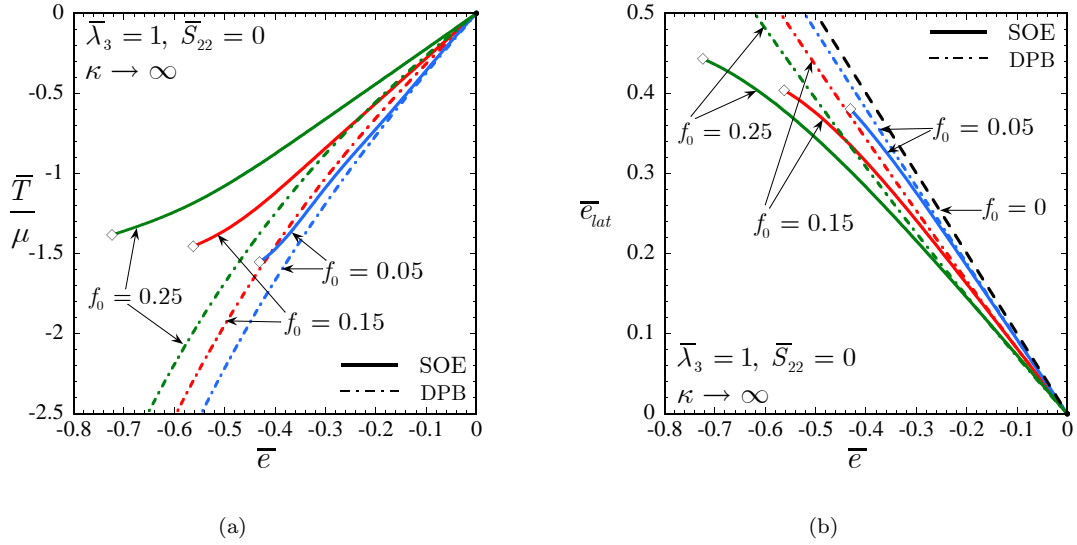 λ̅₃ = 1, S̅₂₂ = 0
κ → ∞
0
-0.5
-1
-1.5
-2
-2.5
T̅
μ
f₀ = 0.25
f₀ = 0.05
f₀ = 0.15
SOE
DPB
-0.8 -0.7 -0.6 -0.5 -0.4 -0.3 -0.2 -0.1 0
e̅
(a)
0.5
0.4
0.3
0.2
0.1
0
e̅_lat
SOE
DPB
f₀ = 0.25
f₀ = 0.05
f₀ = 0.15
f₀ = 0
λ̅₃ = 1, S̅₂₂ = 0
κ → ∞
-0.8 -0.7 -0.6 -0.5 -0.4 -0.3 -0.2 -0.1 0
e̅
(b)